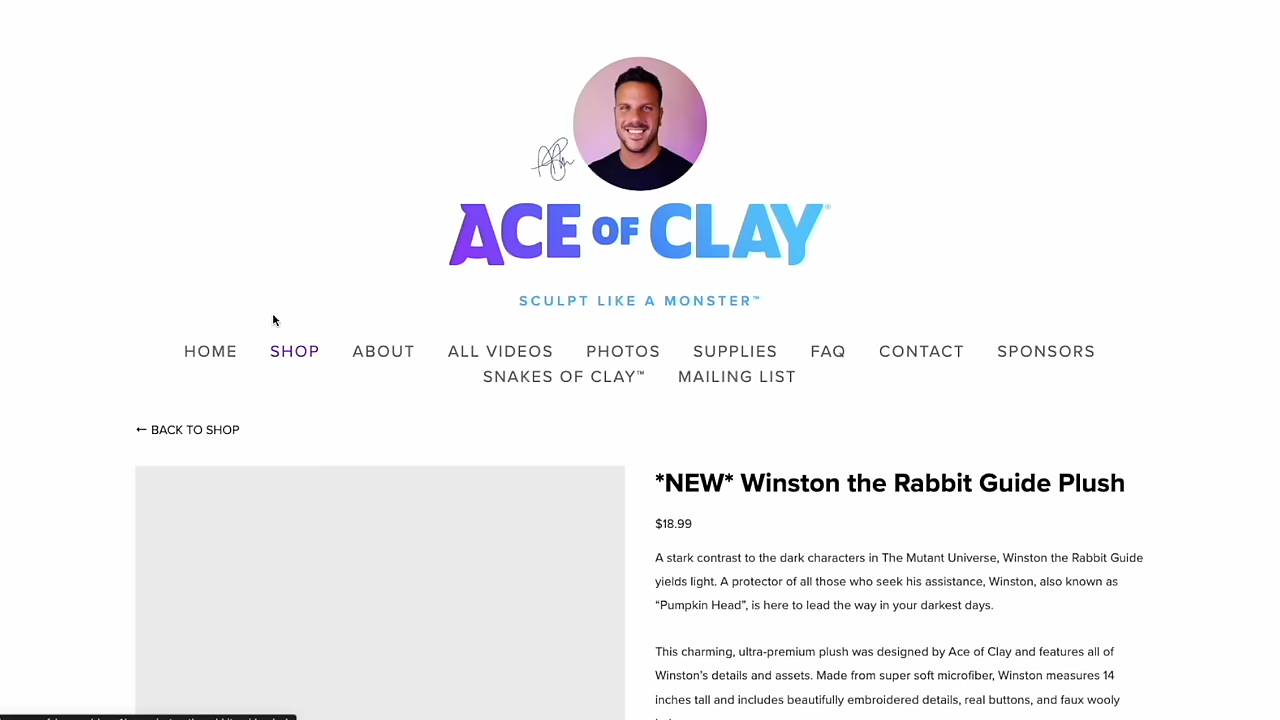 ACE OF CLAY®
SCULPT LIKE A MONSTER™
HOME SHOP ABOUT ALL VIDEOS PHOTOS SUPPLIES FAQ CONTACT SPONSORS
SNAKES OF CLAY™ MAILING LIST
← BACK TO SHOP
*NEW* Winston the Rabbit Guide Plush
$18.99
A stark contrast to the dark characters in The Mutant Universe, Winston the Rabbit Guide
yields light. A protector of all those who seek his assistance, Winston, also known as
“Pumpkin Head”, is here to lead the way in your darkest days.
This charming, ultra-premium plush was designed by Ace of Clay and features all of
Winston’s details and assets. Made from super soft microfiber, Winston measures 14
inches tall and includes beautifully embroidered details, real buttons, and faux wooly